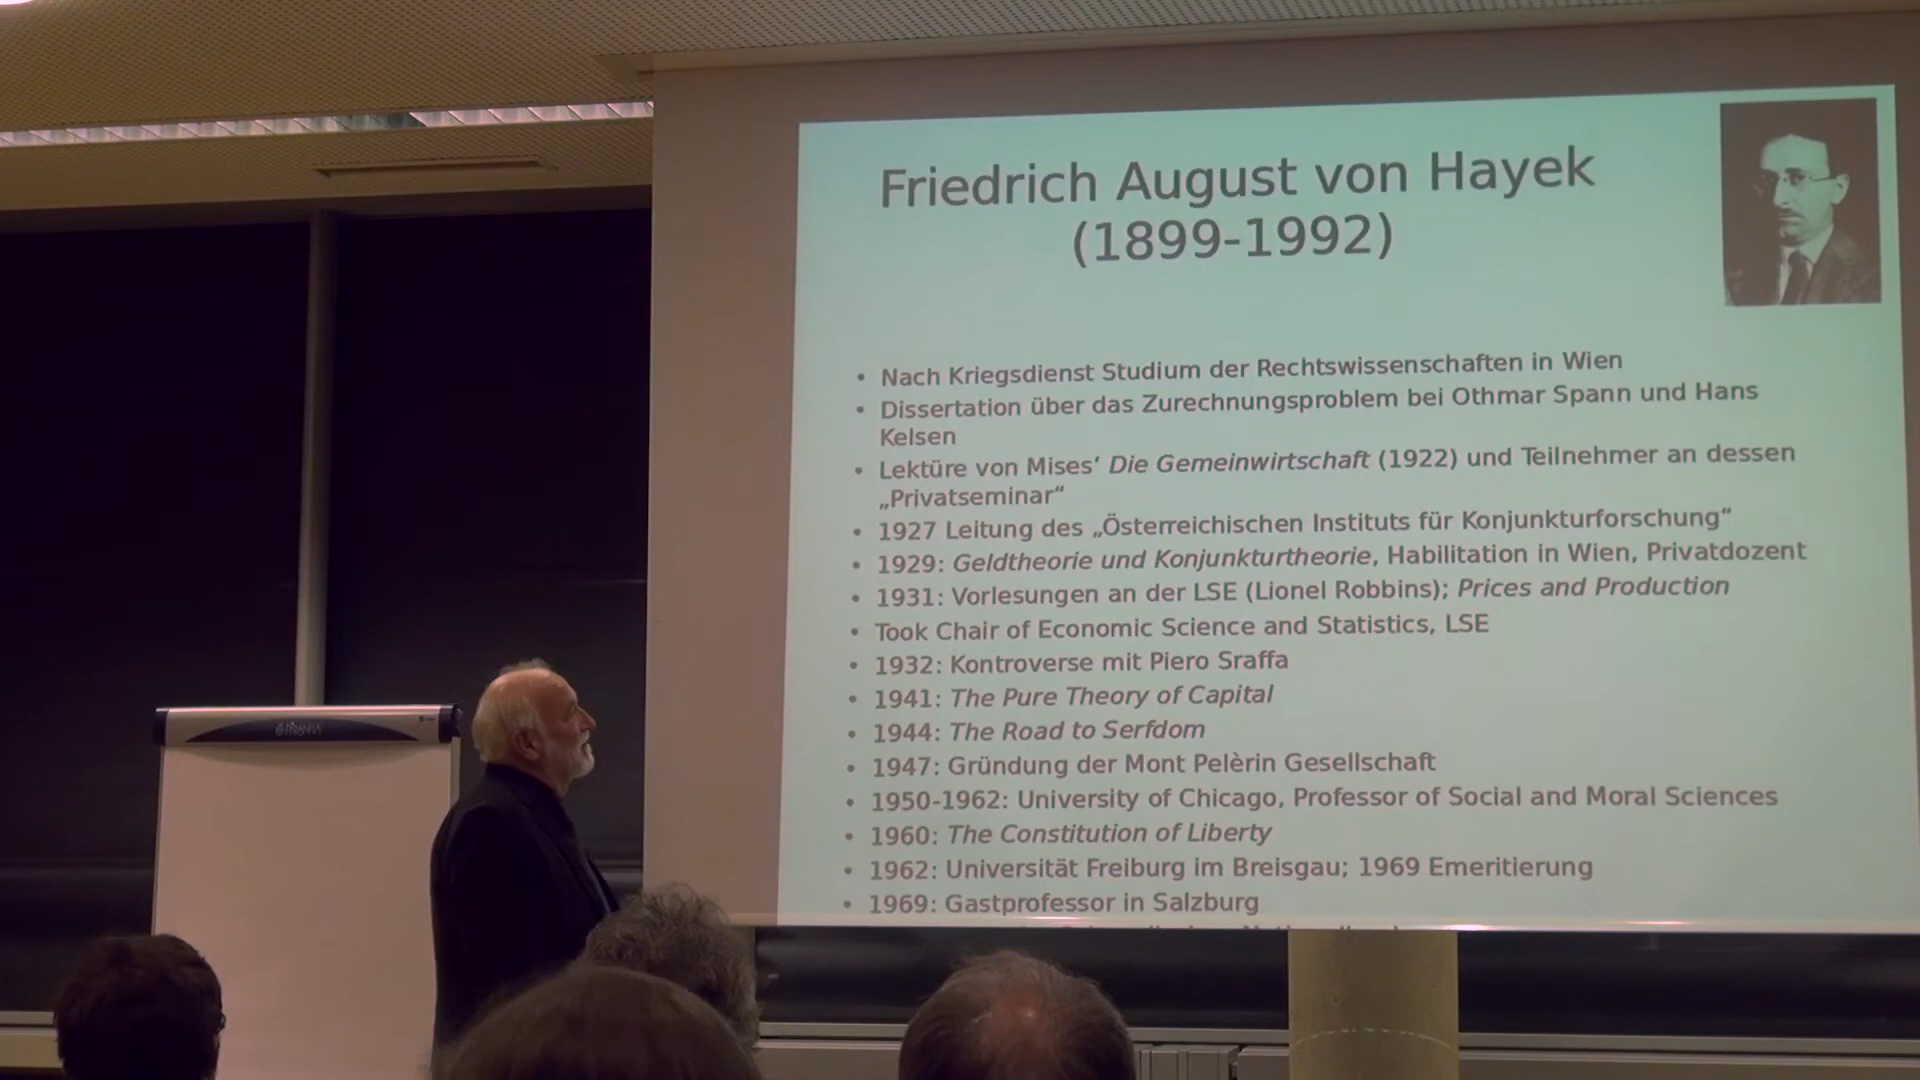 Friedrich August von Hayek
(1899-1992)
• Nach Kriegsdienst Studium der Rechtswissenschaften in Wien
• Dissertation über das Zurechnungsproblem bei Othmar Spann und Hans
Kelsen
• Lektüre von Mises‘ Die Gemeinwirtschaft (1922) und Teilnehmer an dessen
„Privatseminar“
• 1927 Leitung des „Österreichischen Instituts für Konjunkturforschung“
• 1929: Geldtheorie und Konjunkturtheorie, Habilitation in Wien, Privatdozent
• 1931: Vorlesungen an der LSE (Lionel Robbins); Prices and Production
• Took Chair of Economic Science and Statistics, LSE
• 1932: Kontroverse mit Piero Sraffa
• 1941: The Pure Theory of Capital
• 1944: The Road to Serfdom
• 1947: Gründung der Mont Pelèrin Gesellschaft
• 1950-1962: University of Chicago, Professor of Social and Moral Sciences
• 1960: The Constitution of Liberty
• 1962: Universität Freiburg im Breisgau; 1969 Emeritierung
• 1969: Gastprofessor in Salzburg